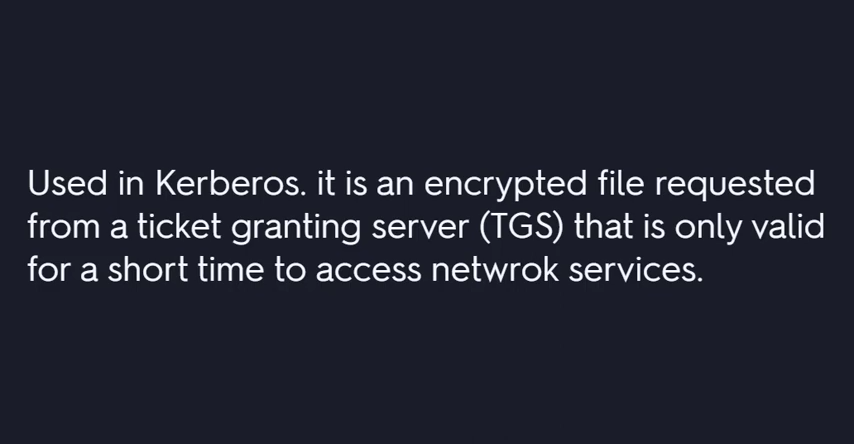 Used in Kerberos. it is an encrypted file requested
from a ticket granting server (TGS) that is only valid
for a short time to access netwrok services.